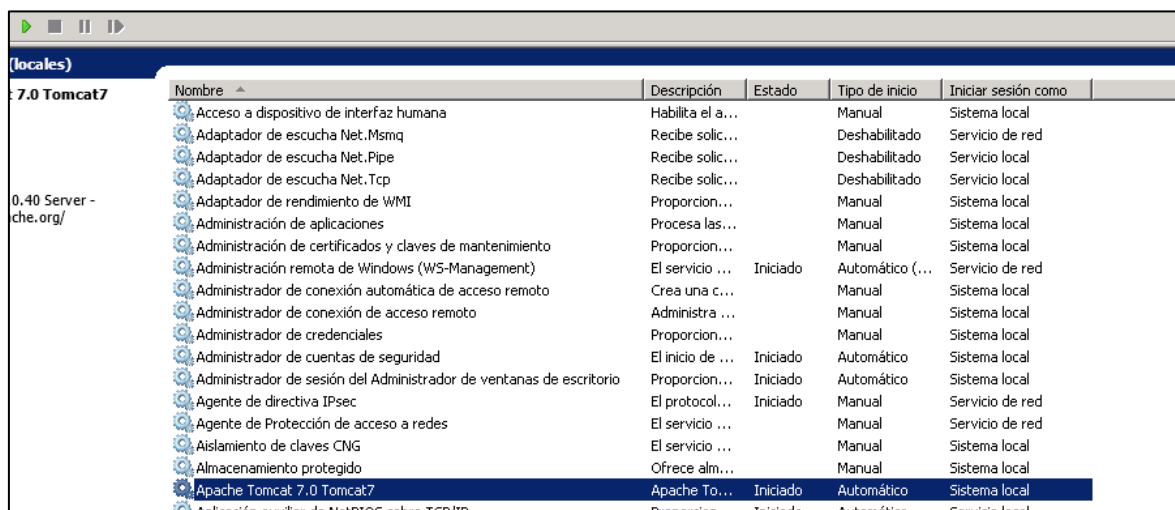 (locales)
7.0 Tomcat7
0.40 Server -
che.org/
Nombre Descripción Estado Tipo de inicio Iniciar sesión como
Acceso a dispositivo de interfaz humana Habilita el a... Manual Sistema local
Adaptador de escucha Net.Msmq Recibe solic... Deshabilitado Servicio de red
Adaptador de escucha Net.Pipe Recibe solic... Deshabilitado Servicio local
Adaptador de escucha Net.Tcp Recibe solic... Deshabilitado Servicio local
Adaptador de rendimiento de WMI Proporcion... Manual Sistema local
Administración de aplicaciones Procesa las... Manual Sistema local
Administración de certificados y claves de mantenimiento Proporcion... Manual Sistema local
Administración remota de Windows (WS-Management) El servicio ... Iniciado Automático (... Servicio de red
Administrador de conexión automática de acceso remoto Crea una c... Manual Sistema local
Administrador de conexión de acceso remoto Administra ... Manual Sistema local
Administrador de credenciales Proporcion... Manual Sistema local
Administrador de cuentas de seguridad El inicio de ... Iniciado Automático Sistema local
Administrador de sesión del Administrador de ventanas de escritorio Proporcion... Iniciado Automático Sistema local
Agente de directiva IPsec El protocol... Iniciado Manual Servicio de red
Agente de Protección de acceso a redes El servicio ... Manual Servicio de red
Aislamiento de claves CNG El servicio ... Manual Sistema local
Almacenamiento protegido Ofrece alm... Manual Sistema local
Apache Tomcat 7.0 Tomcat7 Apache To... Iniciado Automático Sistema local